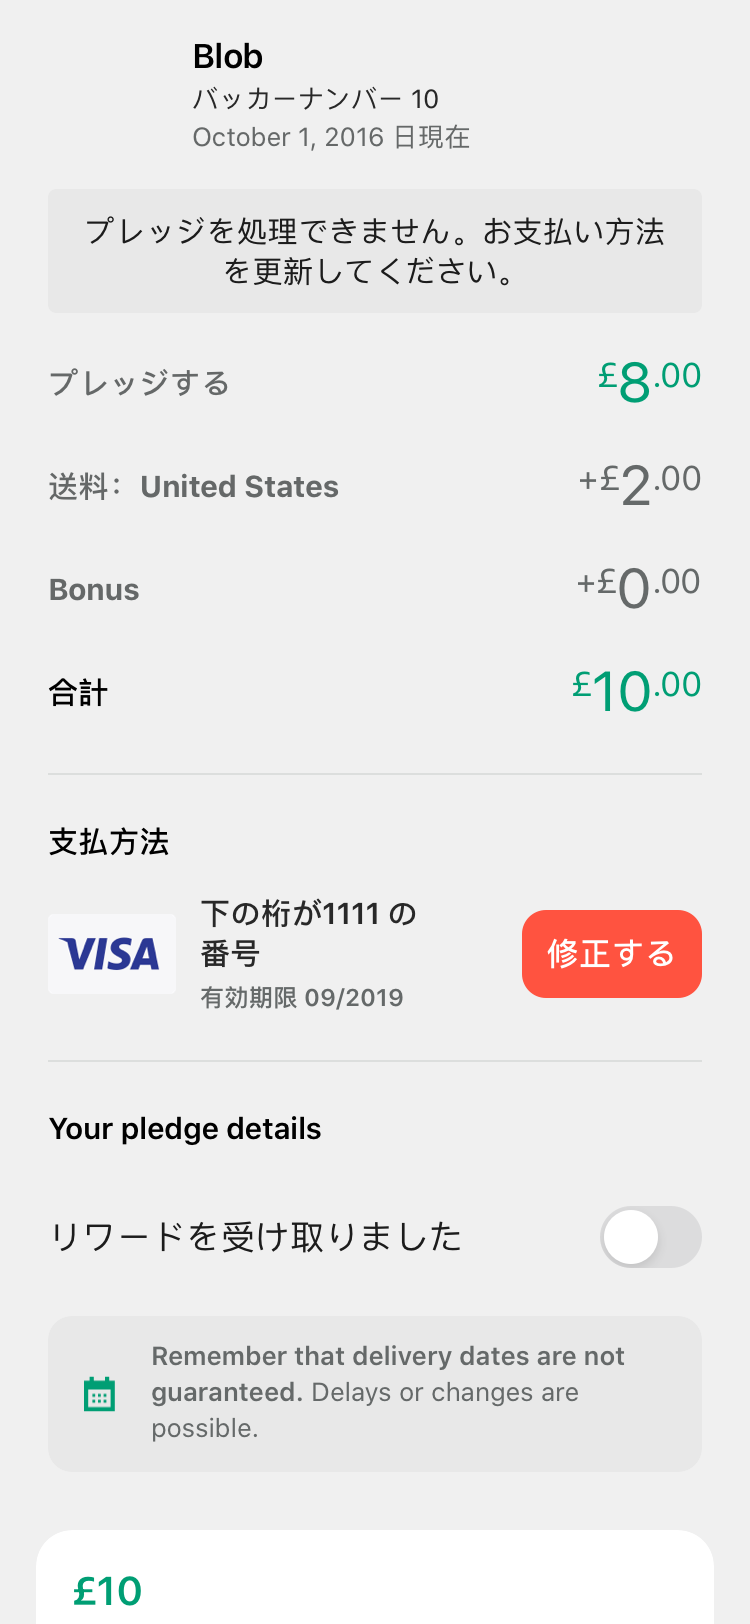 Blob
バッカーナンバー 10
October 1, 2016 日現在
プレッジを処理できません。お支払い方法
を更新してください。
プレッジする £8.00
送料： United States +£2.00
Bonus +£0.00
合計 £10.00
支払方法
VISA
下の桁が1111 の
番号
有効期限 09/2019
修正する
Your pledge details
リワードを受け取りました
Remember that delivery dates are not
guaranteed. Delays or changes are
possible.
£10